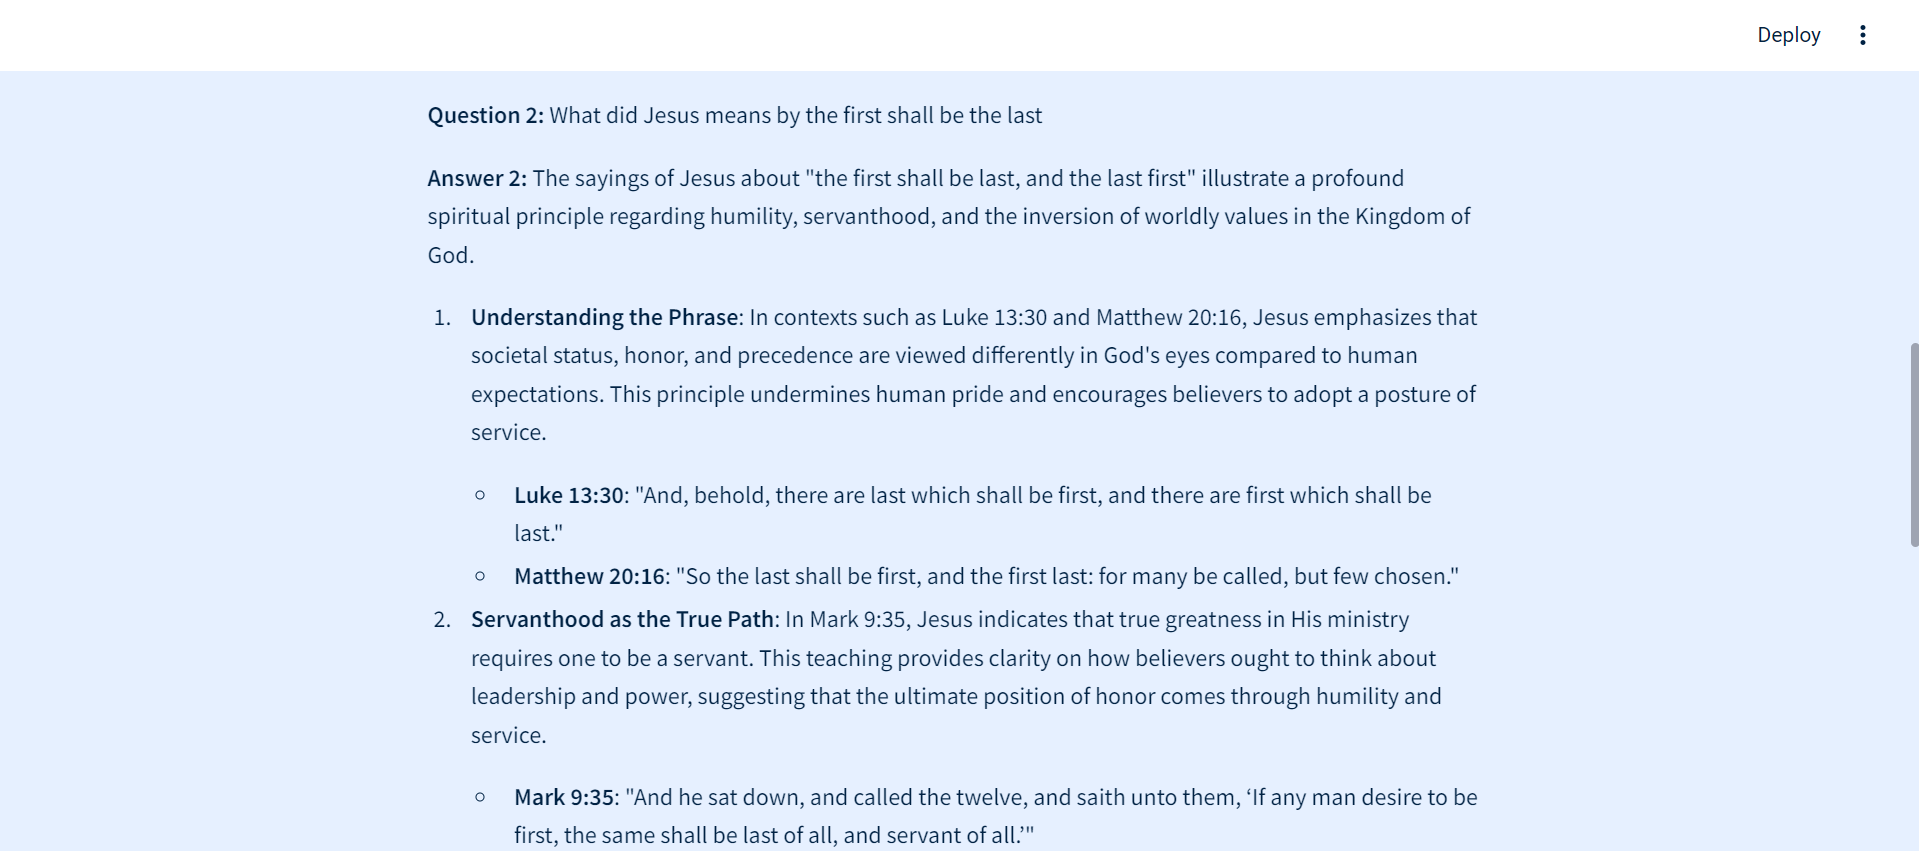 Deploy
Question 2: What did Jesus means by the first shall be the last
Answer 2: The sayings of Jesus about "the first shall be last, and the last first" illustrate a profound
spiritual principle regarding humility, servanthood, and the inversion of worldly values in the Kingdom of
God.
1. Understanding the Phrase: In contexts such as Luke 13:30 and Matthew 20:16, Jesus emphasizes that
societal status, honor, and precedence are viewed differently in God's eyes compared to human
expectations. This principle undermines human pride and encourages believers to adopt a posture of
service.
○ Luke 13:30: "And, behold, there are last which shall be first, and there are first which shall be
last."
○ Matthew 20:16: "So the last shall be first, and the first last: for many be called, but few chosen."
2. Servanthood as the True Path: In Mark 9:35, Jesus indicates that true greatness in His ministry
requires one to be a servant. This teaching provides clarity on how believers ought to think about
leadership and power, suggesting that the ultimate position of honor comes through humility and
service.
○ Mark 9:35: "And he sat down, and called the twelve, and saith unto them, ‘If any man desire to be
first, the same shall be last of all, and servant of all.’"